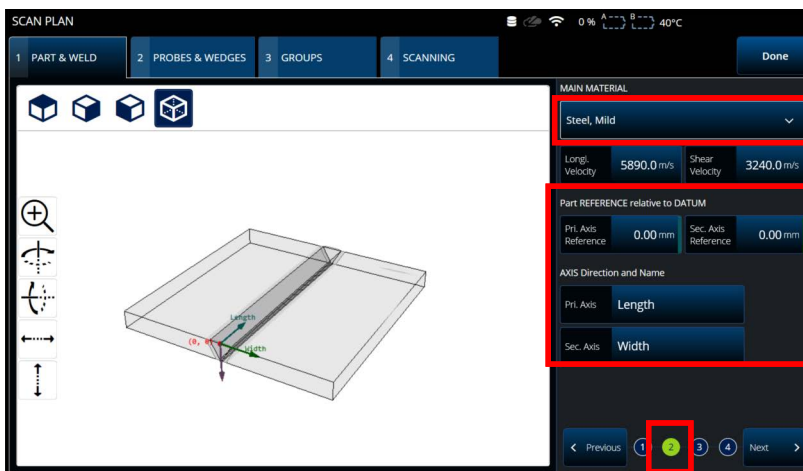 SCAN PLAN
0 % A B 40°C
1 PART & WELD 2 PROBES & WEDGES 3 GROUPS 4 SCANNING Done
MAIN MATERIAL
Steel, Mild
Longi. Velocity 5890.0 m/s Shear Velocity 3240.0 m/s
Part REFERENCE relative to DATUM
Pri. Axis Reference 0.00 mm Sec. Axis Reference 0.00 mm
AXIS Direction and Name
Pri. Axis Length
Sec. Axis Width
Length
(0, 0)
Width
Previous 1 2 3 4 Next